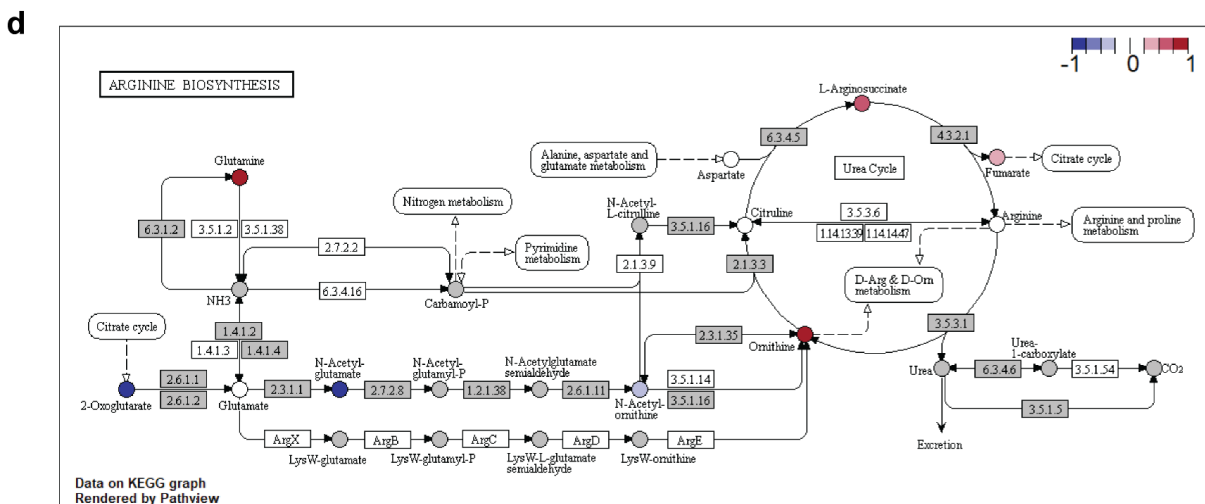 d
-1 0 1
ARGININE BIOSYNTHESIS
L-Arginosuccinate
6.3.4.5
4.3.2.1
Alanine, aspartate and
glutamate metabolism
Aspartate
Urea Cycle
Fumarate
Citrate cycle
Glutamine
Nitrogen metabolism
N-Acetyl-
L-citrulline
3.5.1.16
Citruline
3.5.3.6
1.14.13.39
1.14.14.47
Arginine
Arginine and proline
metabolism
6.3.1.2
3.5.1.2
3.5.1.38
2.7.2.2
Pyrimidine
metabolism
2.1.3.9
2.1.3.3
D-Arg & D-Orn
metabolism
NH3
6.3.4.16
Carbamoyl-P
Citrate cycle
1.4.1.2
1.4.1.3
1.4.1.4
2.3.1.35
Ornithine
3.5.3.1
Urea-
1-carboxylate
2.6.1.1
2.6.1.2
2-Oxoglutarate
Glutamate
2.3.1.1
N-Acetyl-
glutamate
2.7.2.8
N-Acetyl-
glutamyl-P
1.2.1.38
N-Acetylglutamate
semialdehyde
2.6.1.11
N-Acetyl-
ornithine
3.5.1.14
3.5.1.16
Urea
6.3.4.6
3.5.1.54
CO2
3.5.1.5
Excretion
ArgX
LysW-glutamate
ArgB
LysW-glutamyl-P
ArgC
LysW-L-glutamate
semialdehyde
ArgD
LysW-ornithine
ArgE
Data on KEGG graph
Rendered by Pathview